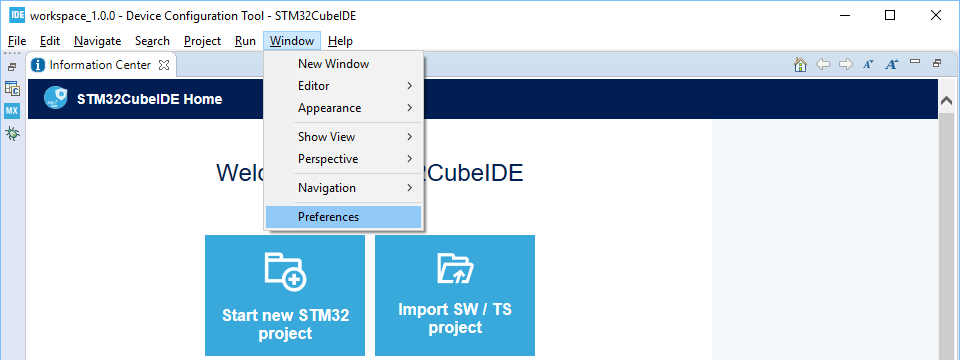 IDE workspace_1.0.0 - Device Configuration Tool - STM32CubeIDE
File Edit Navigate Search Project Run Window Help
Information Center
MX
STM32CubeIDE Home
New Window
Editor
Appearance
Show View
Perspective
Navigation
Preferences
Welc 2CubeIDE
Start new STM32
project
Import SW / TS
project